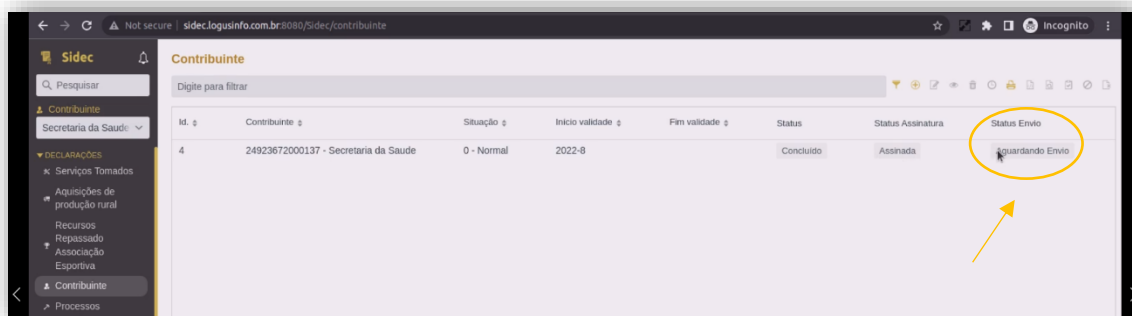 Not secure | sidec.logusinfo.com.br:8080/Sidec/contribuinte
Incognito
Sidec
Contribuinte
Pesquisar
Digite para filtrar
Contribuinte
Secretaria da Saude
Id. Contribuinte Situação Início validade Fim validade Status Status Assinatura Status Envio
4 24923672000137 - Secretaria da Saude 0 - Normal 2022-8 Concluído Assinada Aguardando Envio
DECLARAÇÕES
Serviços Tomados
Aquisições de
produção rural
Recursos
Repassado
Associação
Esportiva
Contribuinte
Processos